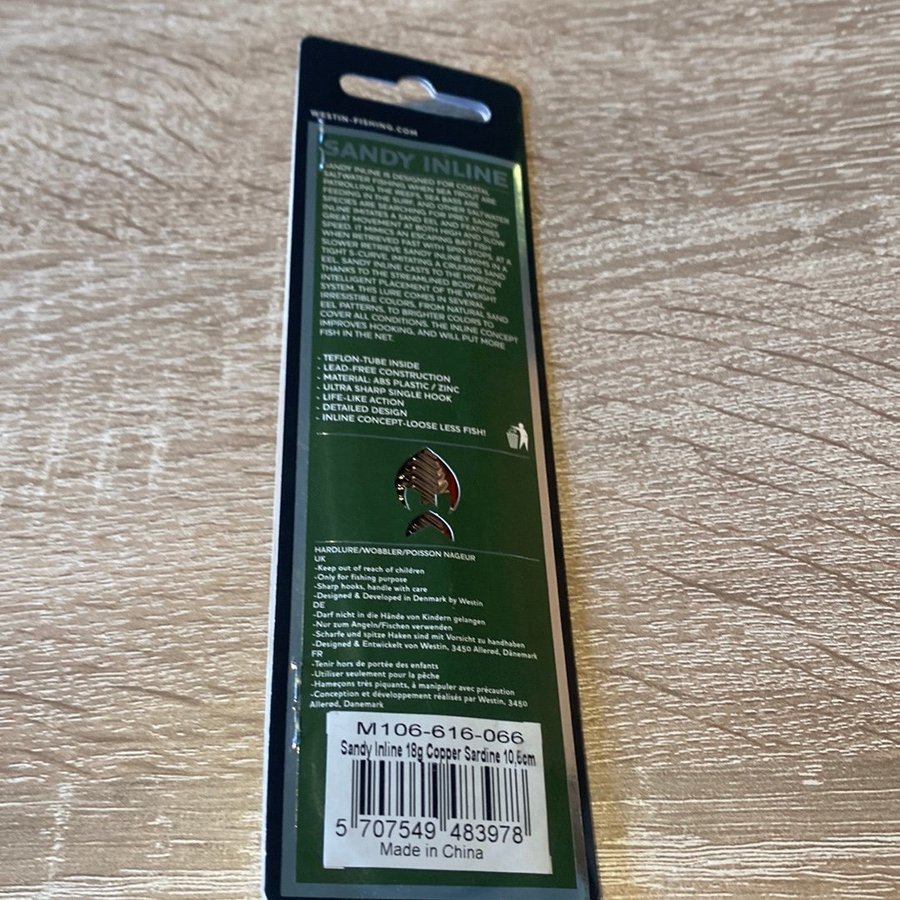 WESTIN-FISHING.COM
SANDY INLINE
SANDY INLINE IS DESIGNED FOR COASTAL
SALTWATER FISHING WHEN SEA TROUT ARE
PATROLLING THE REEFS, SEA BASS ARE
FEEDING IN THE SURF, AND OTHER SALTWATER
SPECIES ARE SEARCHING FOR PREY. SANDY
INLINE IMITATES A SAND EEL AND FEATURES
GREAT MOVEMENT AT BOTH HIGH AND SLOW
SPEED. IT MIMICS AN ESCAPING BAIT FISH
WHEN RETRIEVED FAST WITH SPIN STOPS, AT A
SLOWER RETRIEVE SANDY INLINE SWIMS IN A
TIGHT S-CURVE, IMITATING A CRUISING SAND
EEL. SANDY INLINE CASTS TO THE HORIZON
THANKS TO THE STREAMLINED BODY AND
INTELLIGENT PLACEMENT OF THE WEIGHT
SYSTEM. THIS LURE COMES IN SEVERAL
IRRESISTIBLE COLORS, FROM NATURAL SAND
EEL PATTERNS, TO BRIGHTER COLORS TO
COVER ALL CONDITIONS. THE INLINE CONCEPT
IMPROVES HOOKING, AND WILL PUT MORE
FISH IN THE NET.
- TEFLON-TUBE INSIDE
- LEAD-FREE CONSTRUCTION
- MATERIAL: ABS PLASTIC / ZINC
- ULTRA SHARP SINGLE HOOK
- LIFE-LIKE ACTION
- DETAILED DESIGN
- INLINE CONCEPT-LOOSE LESS FISH!
HARDLURE/WOBBLER/POISSON NAGEUR
UK
-Keep out of reach of children
-Only for fishing purpose
-Sharp hooks, handle with care
-Designed & Developed in Denmark by Westin
DE
-Darf nicht in die Hände von Kindern gelangen
-Nur zum Angeln/Fischen verwenden
-Scharfe und spitze Haken sind mit Vorsicht zu handhaben
-Designed & Entwickelt von Westin, 3450 Allerød, Dänemark
FR
-Tenir hors de portée des enfants
-Utiliser seulement pour la pêche
-Hameçons très piquants, à manipuler avec précaution
-Conception et développement réalisés par Westin, 3450
Allerød, Danemark
M106-616-066
Sandy Inline 18g Copper Sardine 10,5cm
5 707549 483978
Made in China